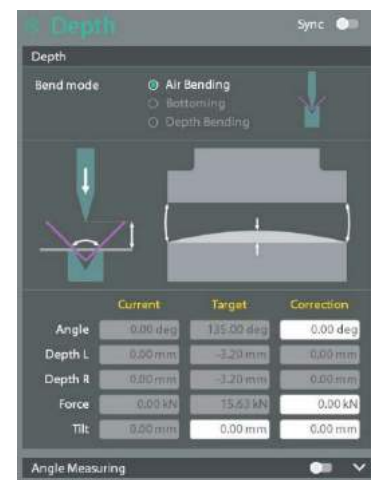 Depth
Sync
Depth
Bend mode
Air Bending
Bottoming
Depth Bending
Current Target Correction
Angle 0.00 deg 135.00 deg 0.00 deg
Depth L 0.00 mm -3.20 mm 0.00 mm
Depth R 0.00 mm -3.20 mm 0.00 mm
Force 0.00 kN 15.63 kN 0.00 kN
Tilt 0.00 mm 0.00 mm 0.00 mm
Angle Measuring